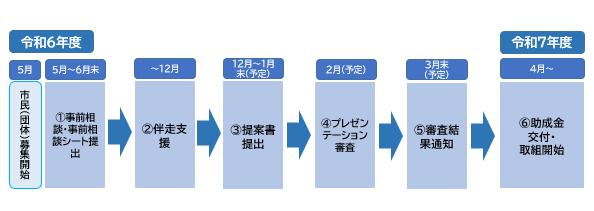 令和6年度
令和7年度
5月
5月～6月末
～12月
12月～1月
末(予定)
2月(予定)
3月末
(予定)
4月～
市民(団体)募集開始
①事前相
談・事前相
談シート提
出
②伴走支
援
③提案書
提出
④プレゼン
テーション
審査
⑤審査結
果通知
⑥助成金
交付・
取組開始